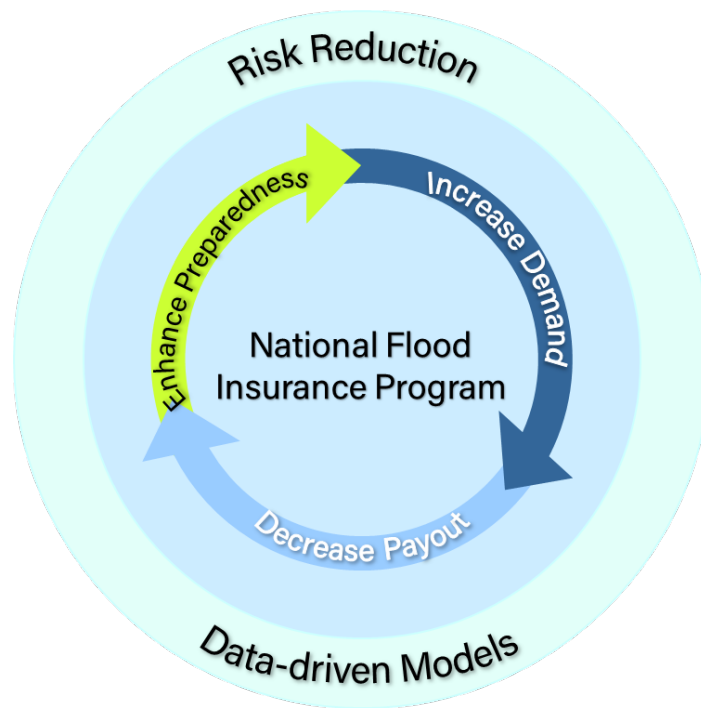 Risk Reduction
Enhance Preparedness
Increase Demand
National Flood
Insurance Program
Decrease Payout
Data-driven Models